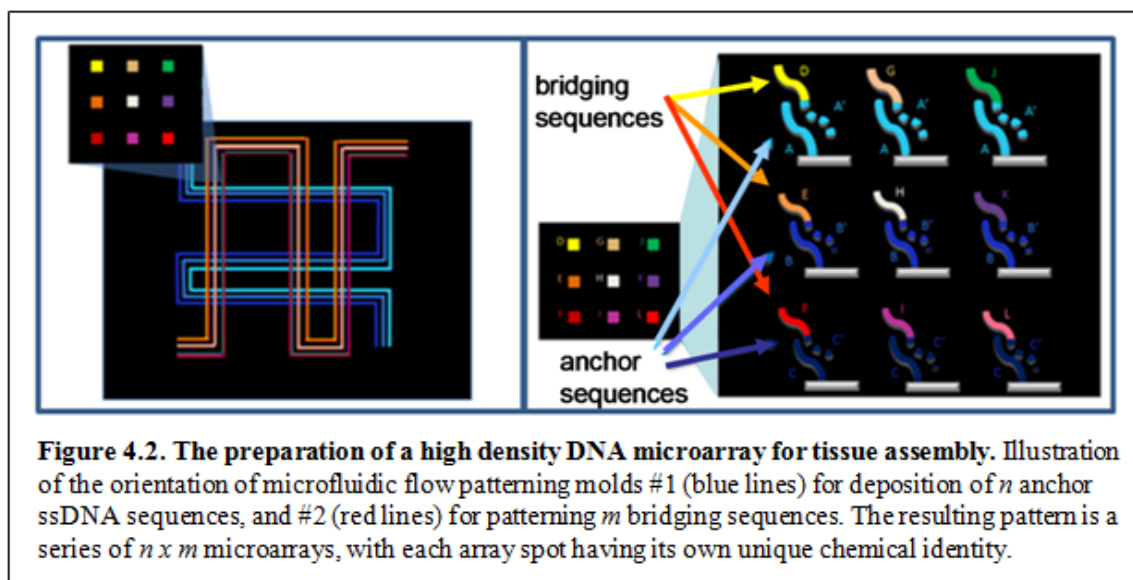 bridging
sequences
D G J
A' A' A'
A A A
E H K
B' B' B'
B B B
F I L
C' C' C'
C C C
D G J
E H K
F I L
anchor
sequences
Figure 4.2. The preparation of a high density DNA microarray for tissue assembly. Illustration
of the orientation of microfluidic flow patterning molds #1 (blue lines) for deposition of n anchor
ssDNA sequences, and #2 (red lines) for patterning m bridging sequences. The resulting pattern is a
series of n x m microarrays, with each array spot having its own unique chemical identity.